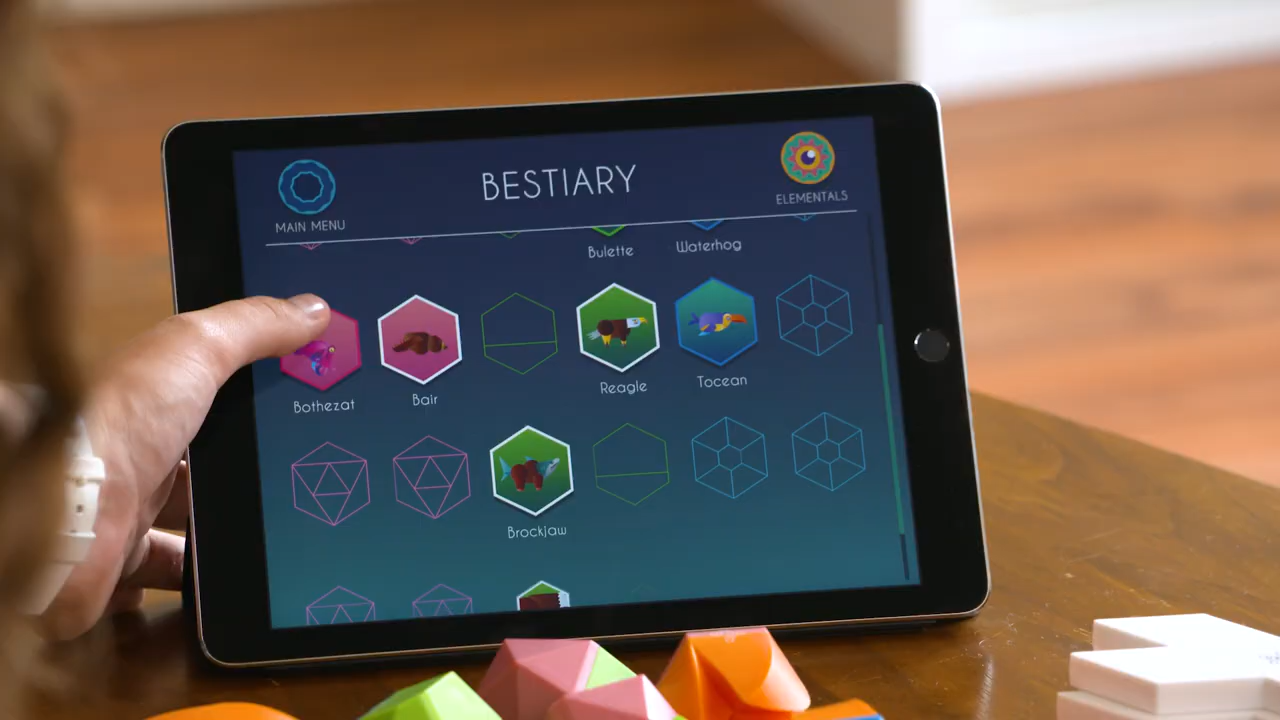 BESTIARY
MAIN MENU
ELEMENTALS
Bulette
Waterhog
Bothezat
Bair
Reagle
Tocean
Brockjaw